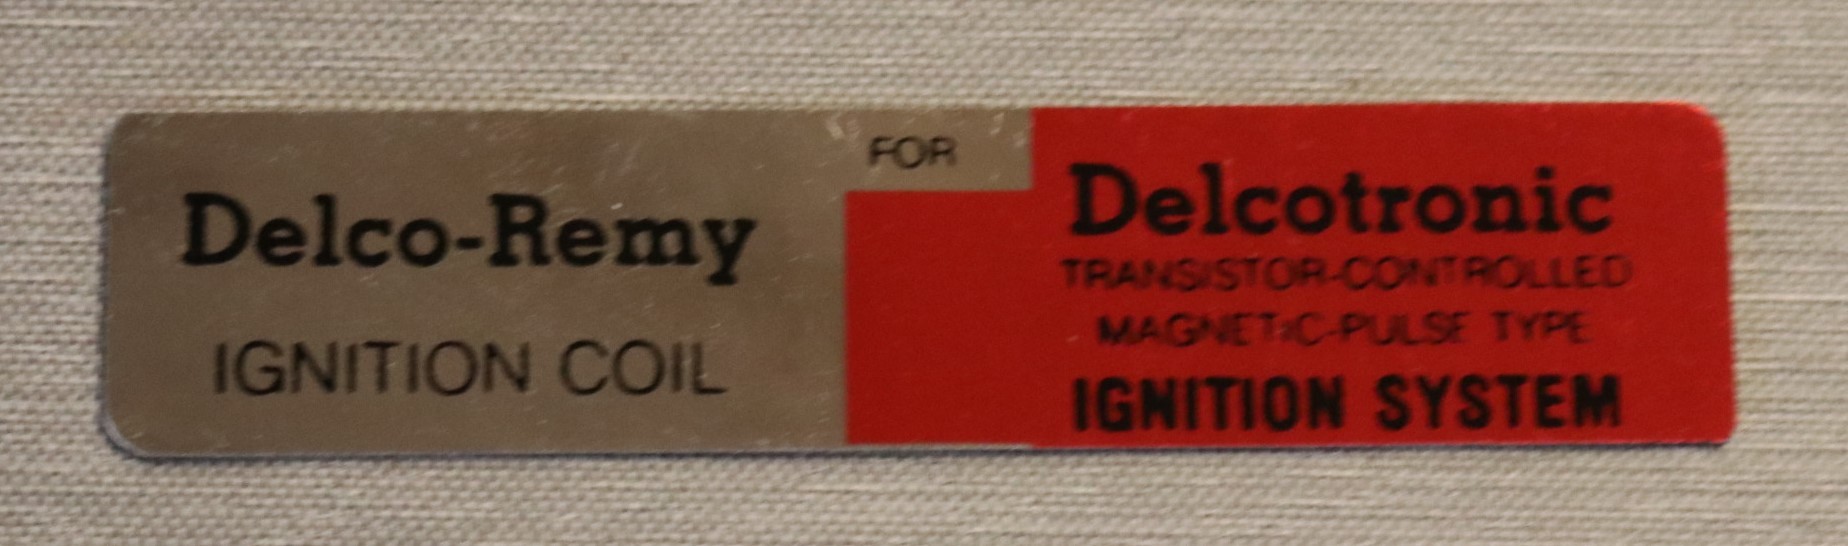 Delco-Remy
IGNITION COIL
FOR
Delcotronic
TRANSISTOR-CONTROLLED
MAGNETIC-PULSE TYPE
IGNITION SYSTEM